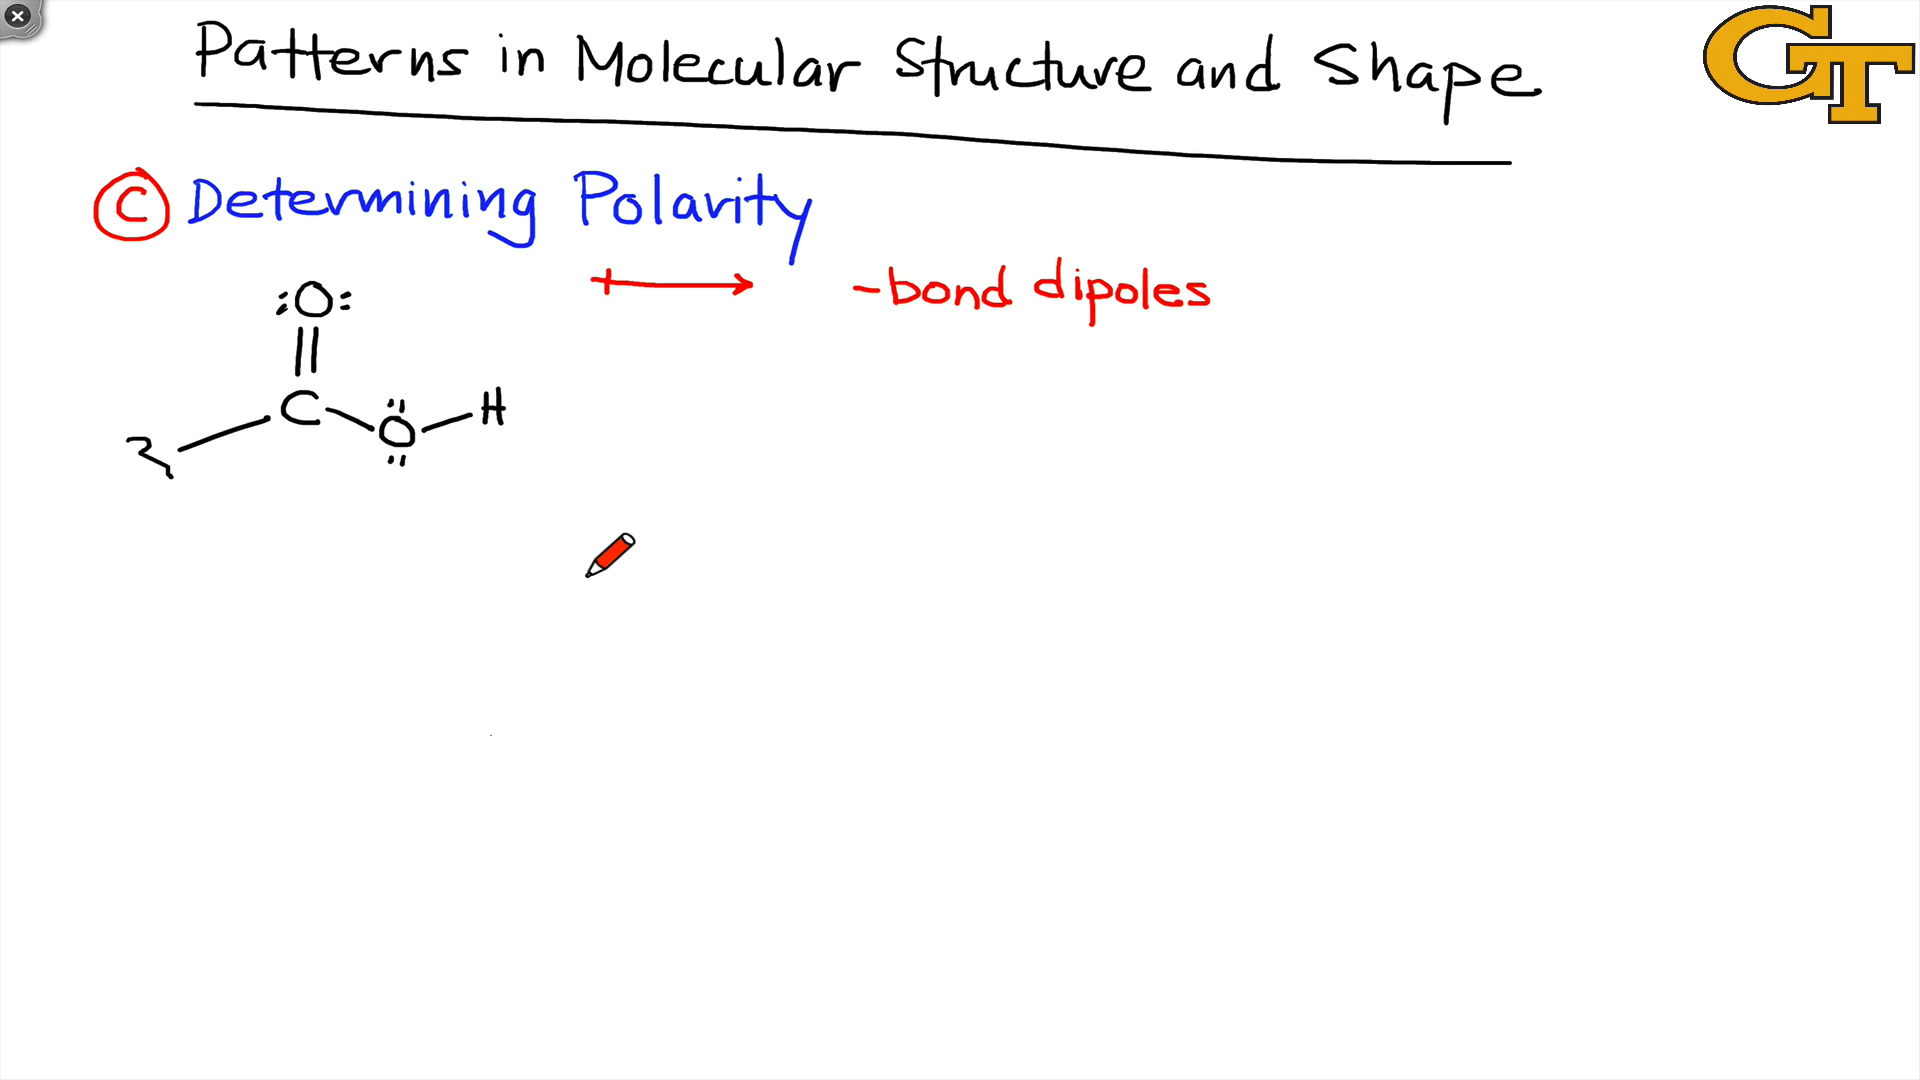 Patterns in Molecular Structure and Shape
GT
C Determining Polarity
-bond dipoles
:O:
C
O
H